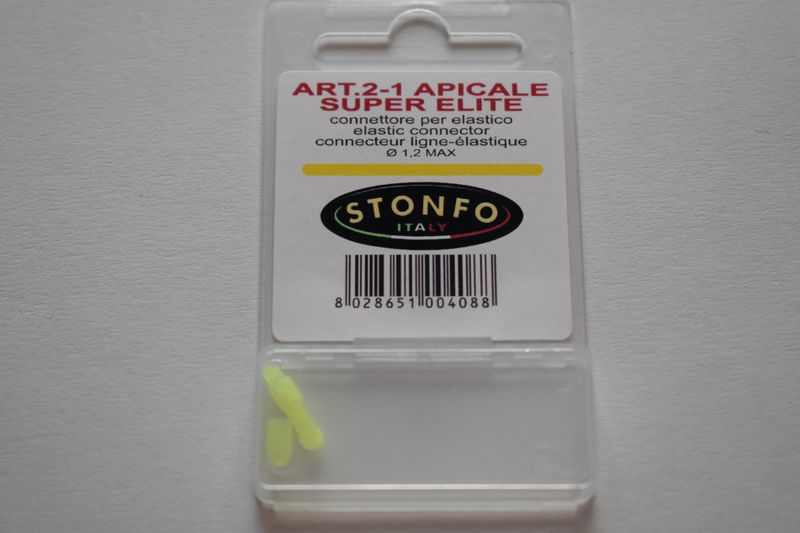 ART.2-1 APICALE
SUPER ELITE
connettore per elastico
elastic connector
connecteur ligne-élastique
Ø 1,2 MAX
STONFO
ITALY
8 028651 004088